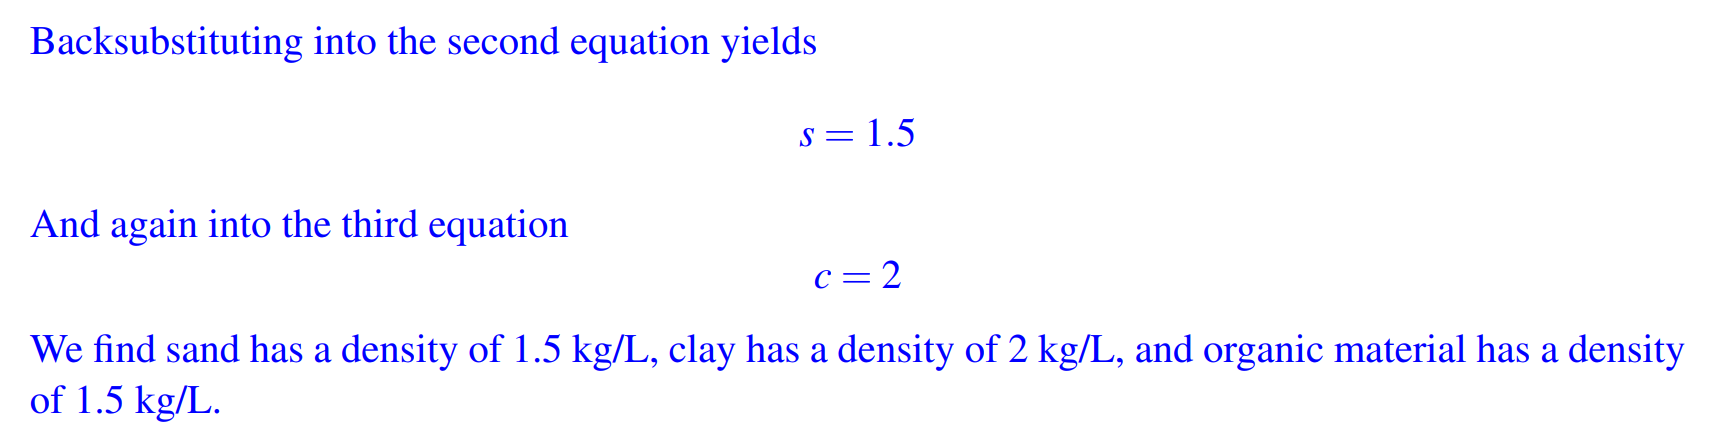 Backsubstituting into the second equation yields
s = 1.5
And again into the third equation
c = 2
We find sand has a density of 1.5 kg/L, clay has a density of 2 kg/L, and organic material has a density
of 1.5 kg/L.